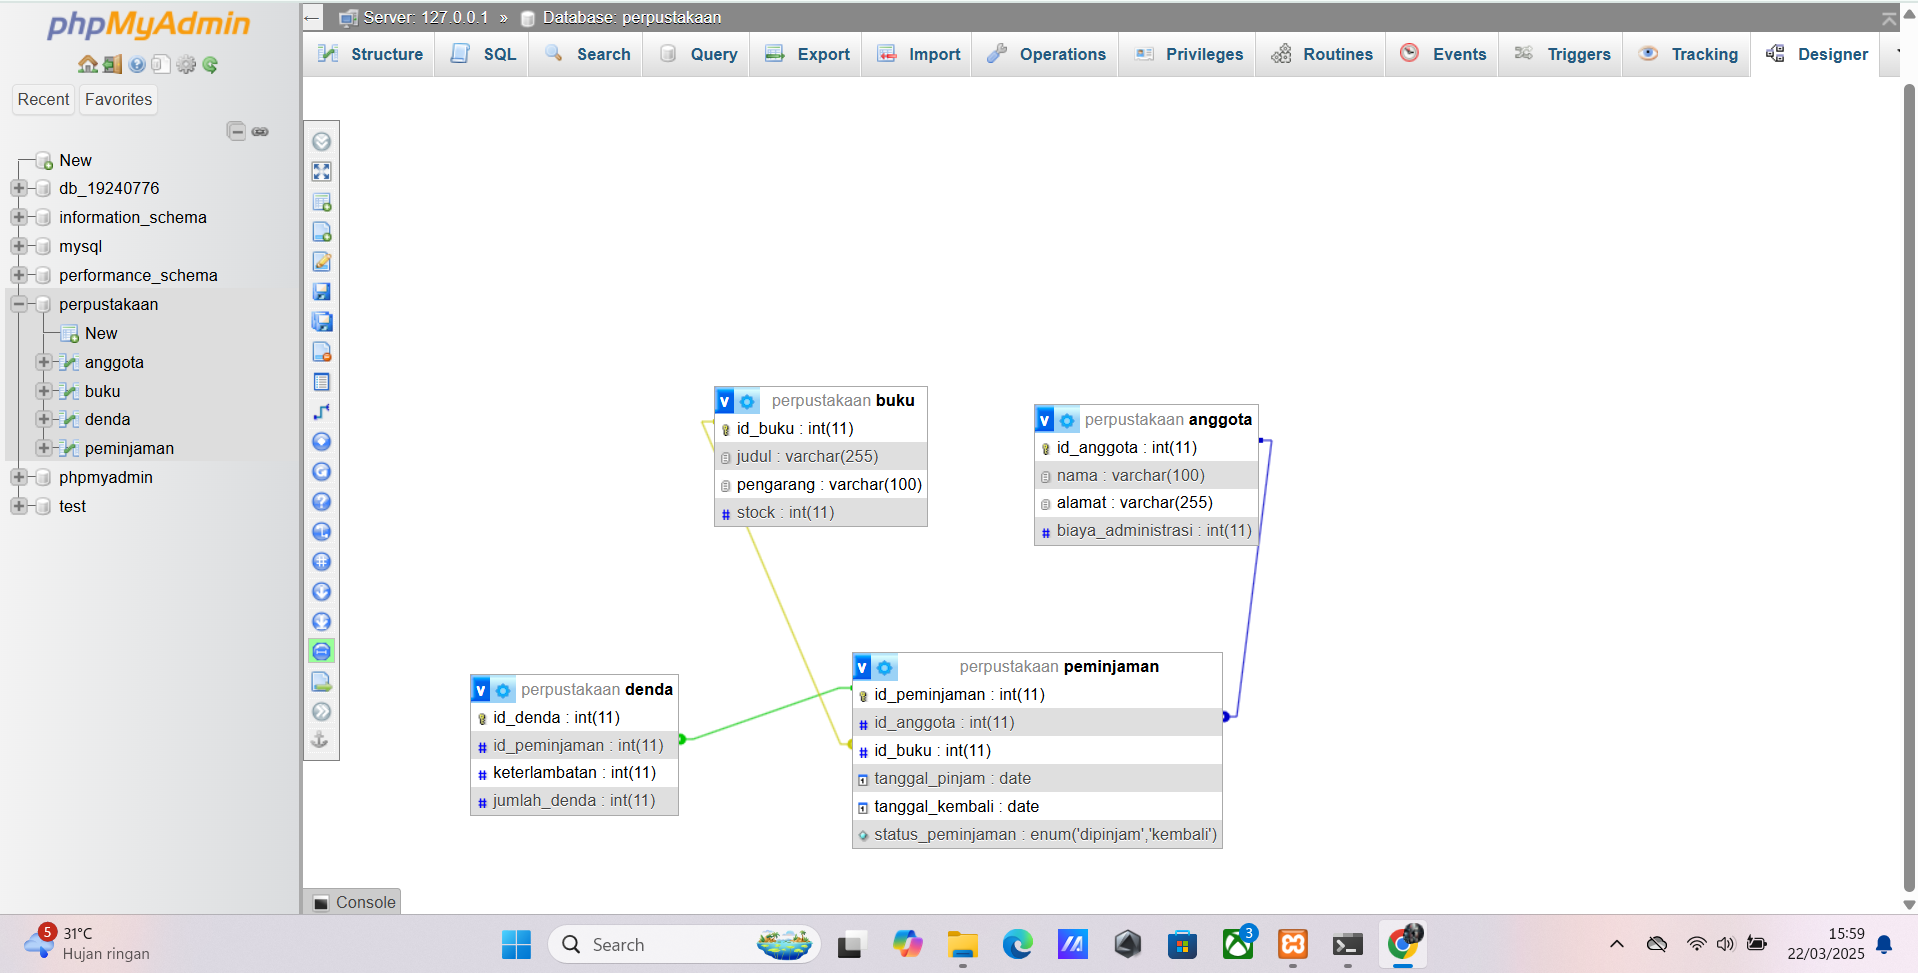 phpMyAdmin
Recent
Favorites
New
db_19240776
information_schema
mysql
performance_schema
perpustakaan
New
anggota
buku
denda
peminjaman
phpmyadmin
test
Server: 127.0.0.1 » Database: perpustakaan
Structure
SQL
Search
Query
Export
Import
Operations
Privileges
Routines
Events
Triggers
Tracking
Designer
v perpustakaan buku
id_buku : int(11)
judul : varchar(255)
pengarang : varchar(100)
# stock : int(11)
v perpustakaan anggota
id_anggota : int(11)
nama : varchar(100)
alamat : varchar(255)
# biaya_administrasi : int(11)
v perpustakaan denda
id_denda : int(11)
# id_peminjaman : int(11)
# keterlambatan : int(11)
# jumlah_denda : int(11)
v perpustakaan peminjaman
id_peminjaman : int(11)
# id_anggota : int(11)
# id_buku : int(11)
tanggal_pinjam : date
tanggal_kembali : date
status_peminjaman : enum('dipinjam','kembali')
Console
5
31°C
Hujan ringan
Search
3
15:59
22/03/2025